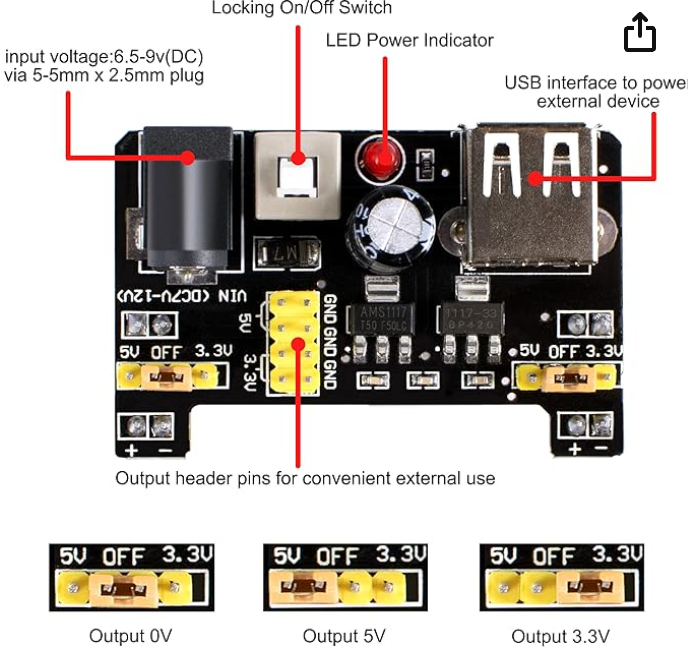 Locking On/Off Switch
LED Power Indicator
input voltage:6.5-9v(DC)
via 5-5mm x 2.5mm plug
USB interface to power
external device
M7
VIN (DC7V-12V)
5V
3.3V
GND GND GND
AMS1117
1117-33
5V OFF 3.3V
5V OFF 3.3V
+ -
+ -
Output header pins for convenient external use
5V OFF 3.3V
5V OFF 3.3V
5V OFF 3.3V
Output 0V
Output 5V
Output 3.3V